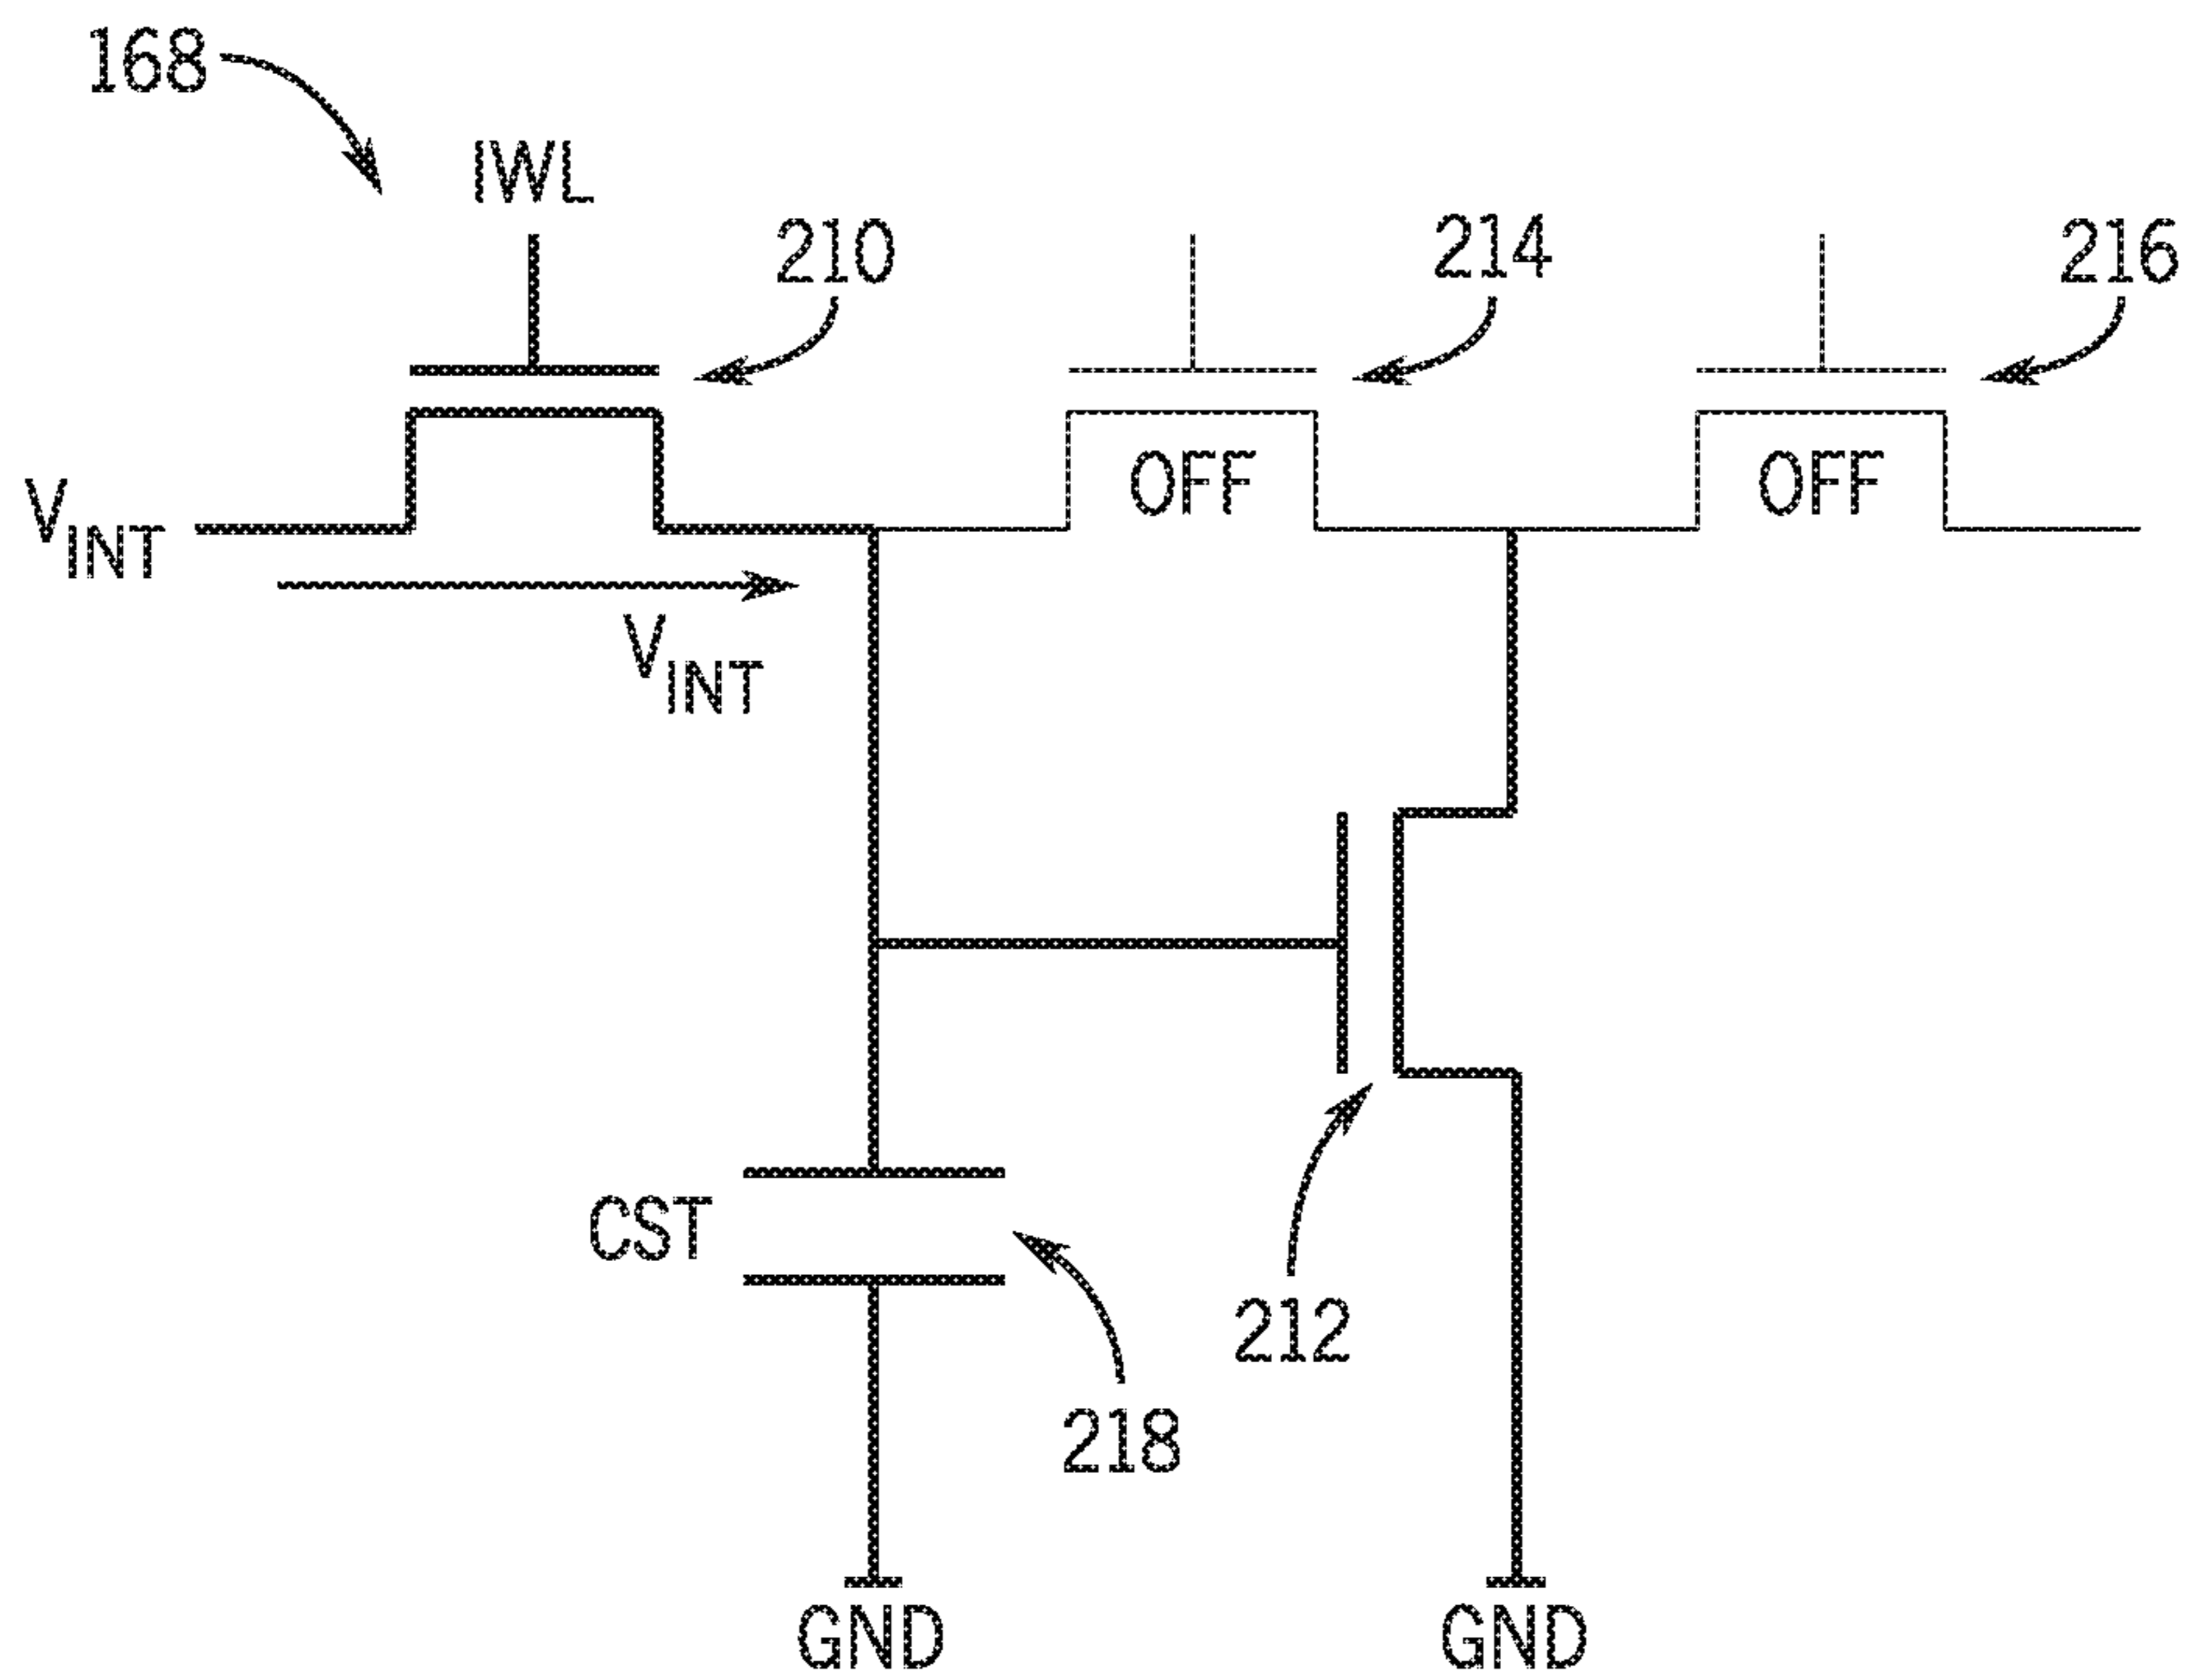 168
IWL
210
214
216
OFF
OFF
VINT
VINT
CST
212
218
GND
GND